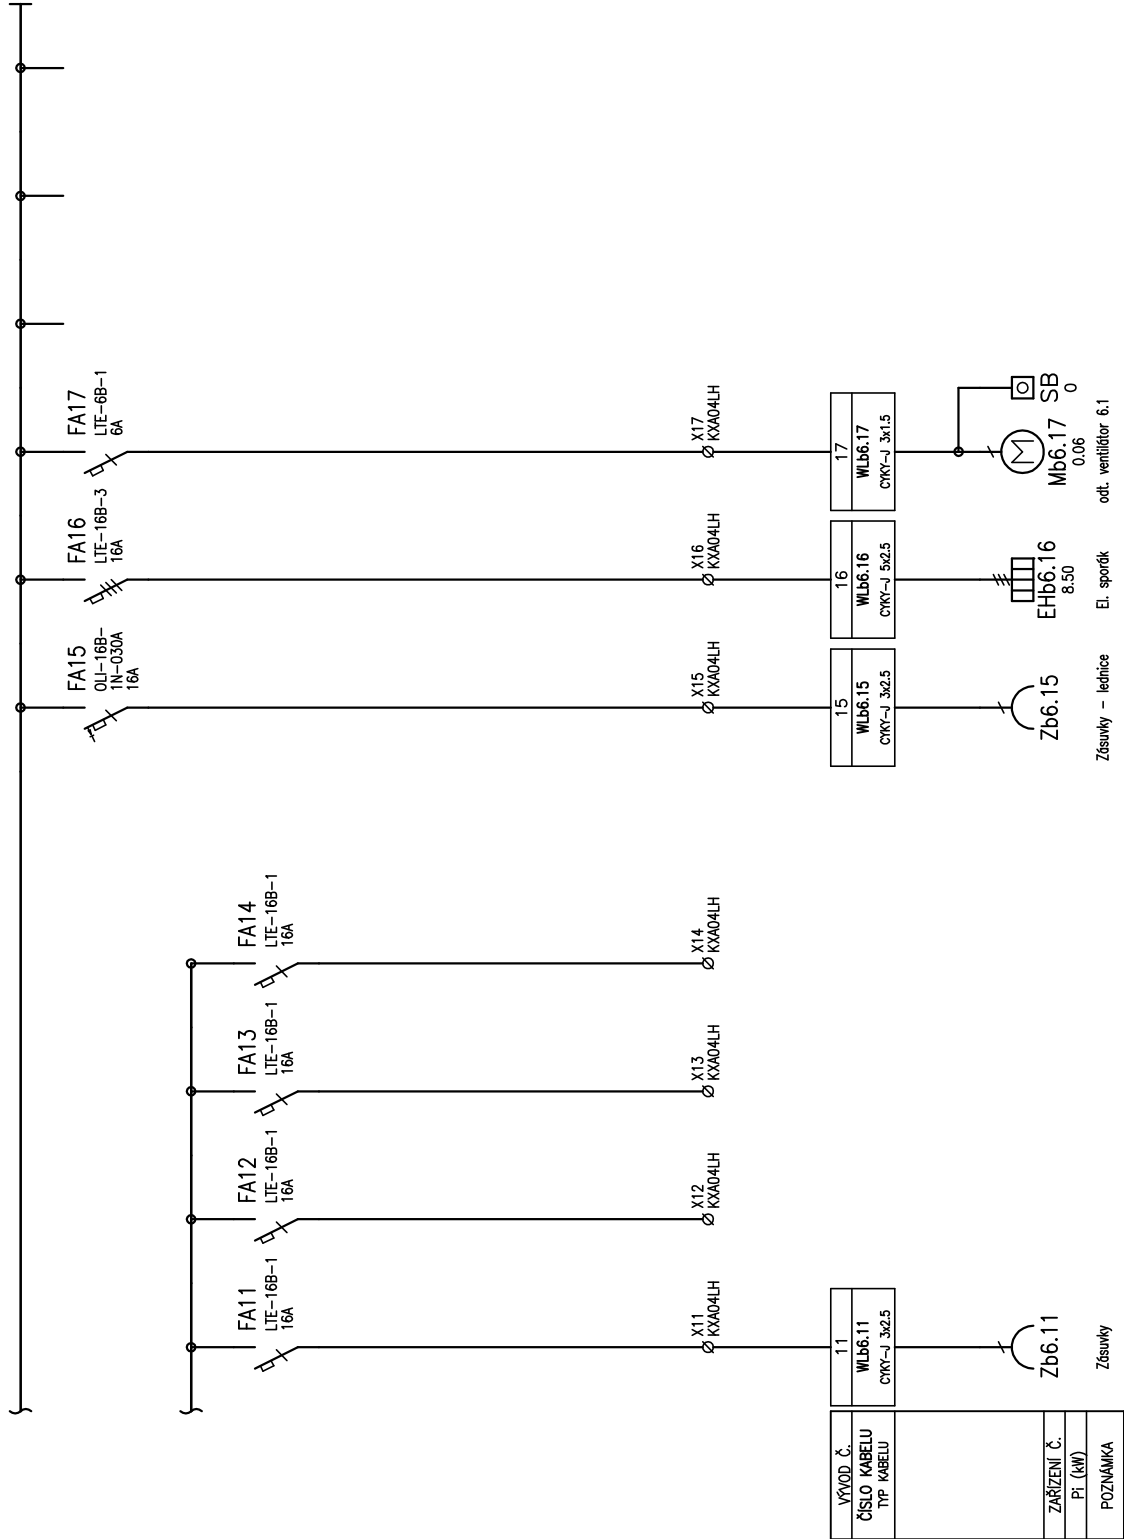 FA11
LTE-16B-1
16A
FA12
LTE-16B-1
16A
FA13
LTE-16B-1
16A
FA14
LTE-16B-1
16A
FA15
OLI-16B-
1N-030A
16A
FA16
LTE-16B-3
16A
FA17
LTE-6B-1
6A
X11
KXA04LH
X12
KXA04LH
X13
KXA04LH
X14
KXA04LH
X15
KXA04LH
X16
KXA04LH
X17
KXA04LH
VÝVOD Č.
11
15
16
17
ČÍSLO KABELU
WLb6.11
WLb6.15
WLb6.16
WLb6.17
TYP KABELU
CYKY-J 3x2.5
CYKY-J 3x2.5
CYKY-J 5x2.5
CYKY-J 3x1.5
M
ZAŘÍZENÍ Č.
Zb6.11
Zb6.15
EHb6.16
Mb6.17
SB
Pi (kW)
8.50
0.06
0
POZNÁMKA
Zásuvky
Zásuvky - lednice
El. sporák
odt. ventilátor 6.1